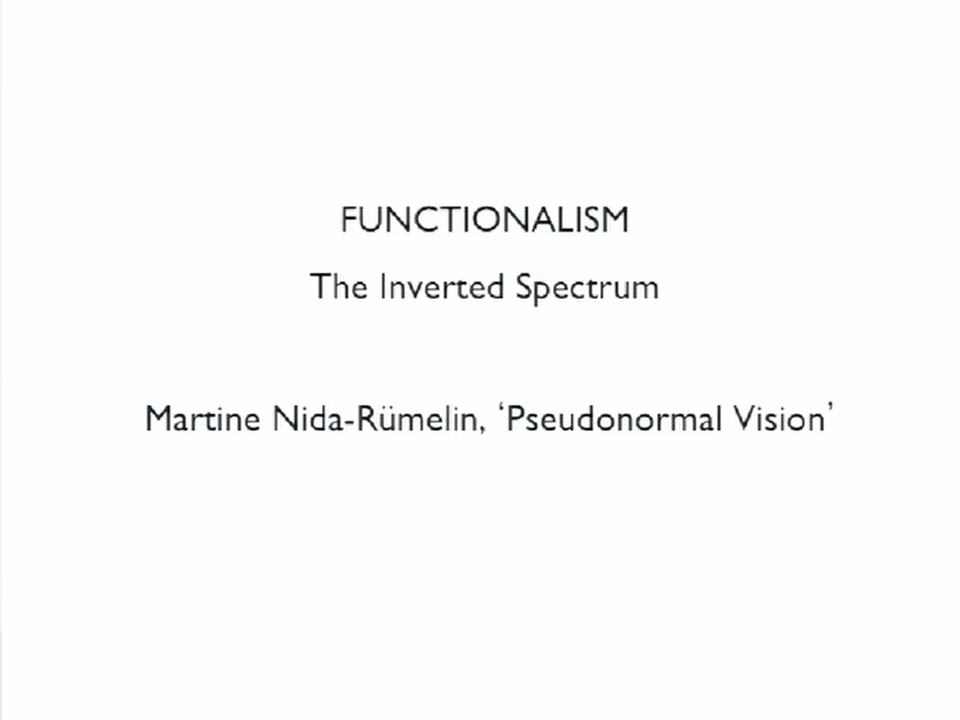 FUNCTIONALISM
The Inverted Spectrum
Martine Nida-Rümelin, ‘Pseudonormal Vision’